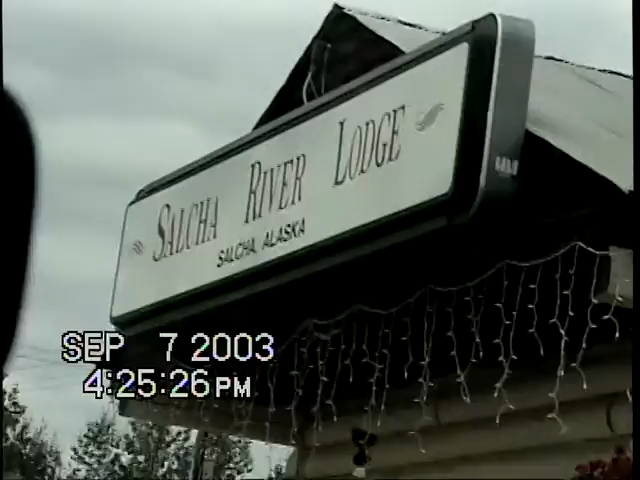 SALCHA RIVER LODGE
SALCHA, ALASKA
SEP 7 2003
4:25:26 PM